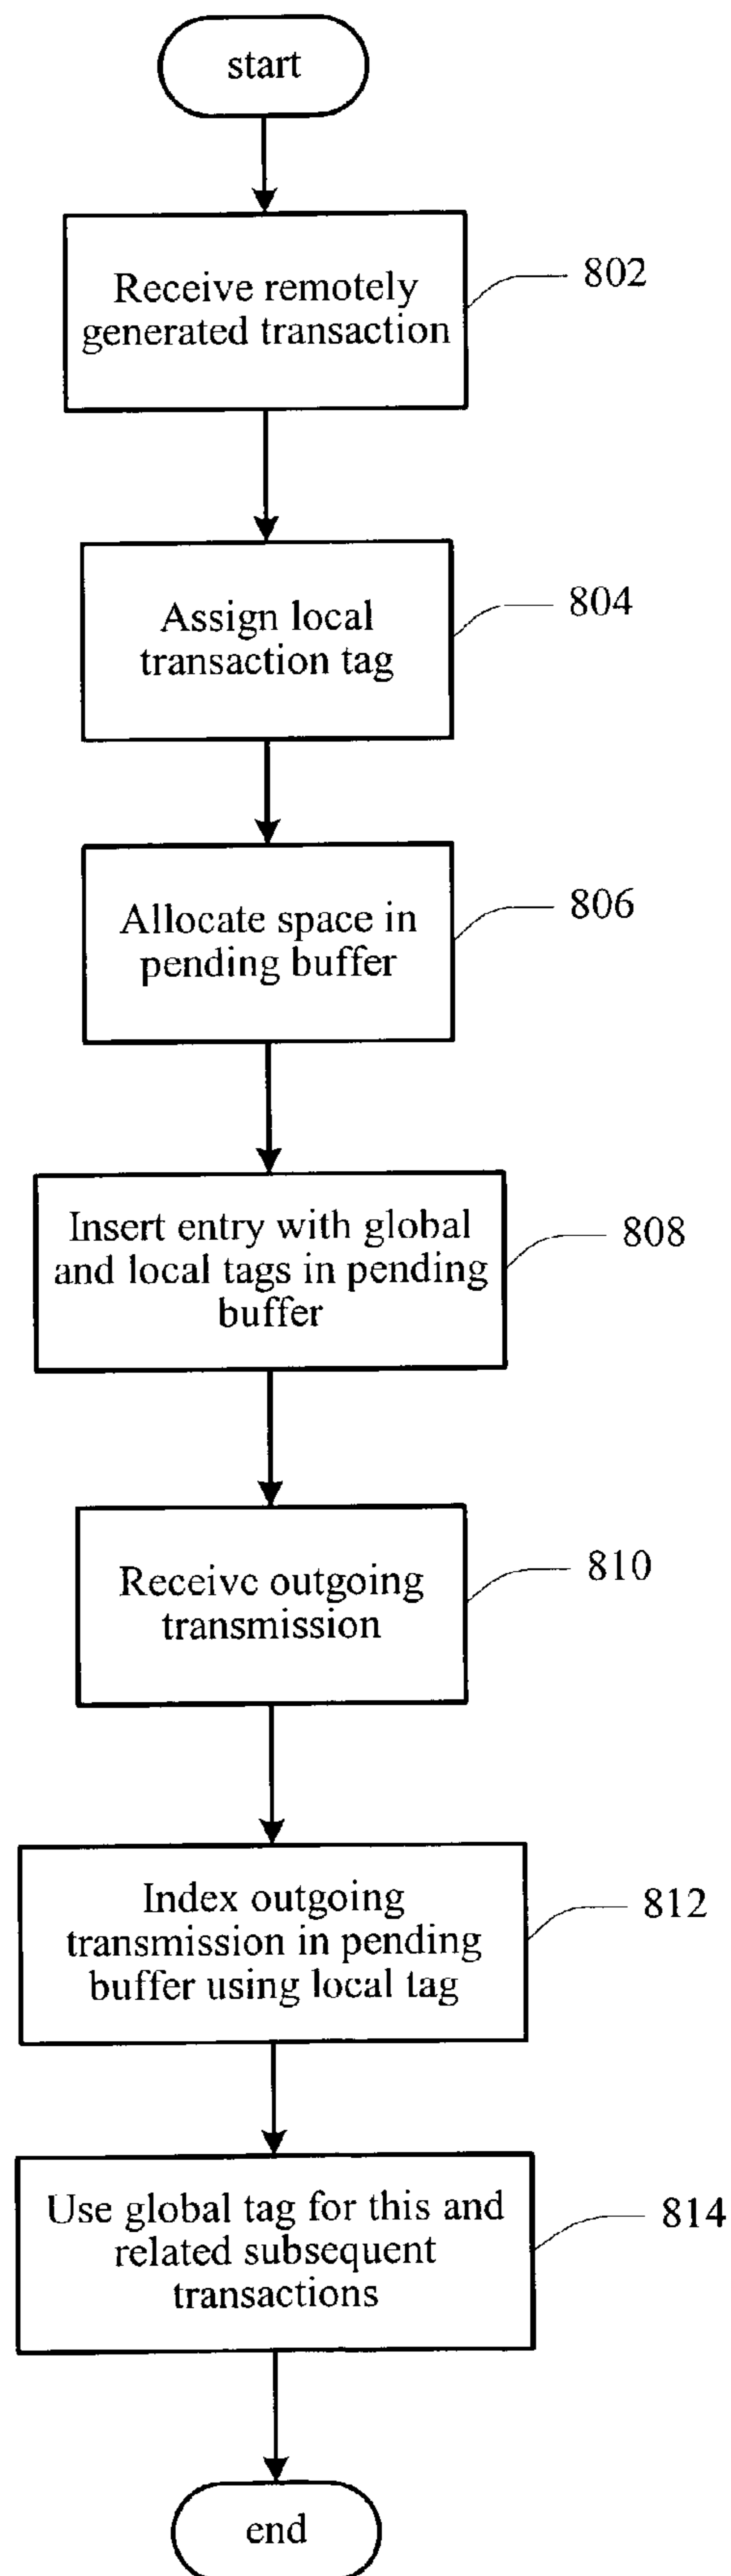 start
Receive remotely
generated transaction
802
Assign local
transaction tag
804
Allocate space in
pending buffer
806
Insert entry with global
and local tags in pending
buffer
808
Receive outgoing
transmission
810
Index outgoing
transmission in pending
buffer using local tag
812
Use global tag for this and
related subsequent
transactions
814
end